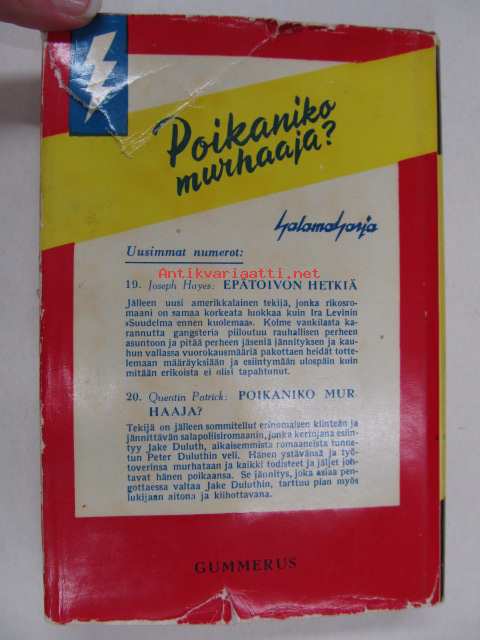 Poikaniko
murhaaja?
Salamasarja
Uusimmat numerot:
Antikvariaatti.net
19. Joseph Hayes: EPÄTOIVON HETKIÄ
Jälleen uusi amerikkalainen tekijä, jonka rikosro-
maani on samaa korkeata luokkaa kuin Ira Levinin
»Suudelma ennen kuolemaa». Kolme vankilasta ka-
rannutta gangsteria piiloutuu rauhallisen perheen
asuntoon ja pitää perheen jäseniä jännityksen ja kau-
hun vallassa vuorokausmääriä pakottaen heidät totte-
lemaan määräyksiään ja esiintymään ulospäin kuin
mitään erikoista ei olisi tapahtunut.
20. Quentin Patrick: POIKANIKO MUR
HAAJA?
Tekijä on jälleen sommitellut erinomaisen kiinteän ja
jännittävän salapoliisiromaanin, jonka kertojana esiin-
tyy Jake Duluth, aikaisemmista romaaneista tunne-
tun Peter Duluthin veli. Hänen ystävänsä ja työ-
toverinsa murhataan ja kaikki todisteet ja jäljet joh-
tavat hänen poikaansa. Se jännitys, joka asiaa pen-
gottaessa valtaa Jake Duluthin, tarttuu pian myös
lukijaan aitona ja kiihottavana.
GUMMERUS